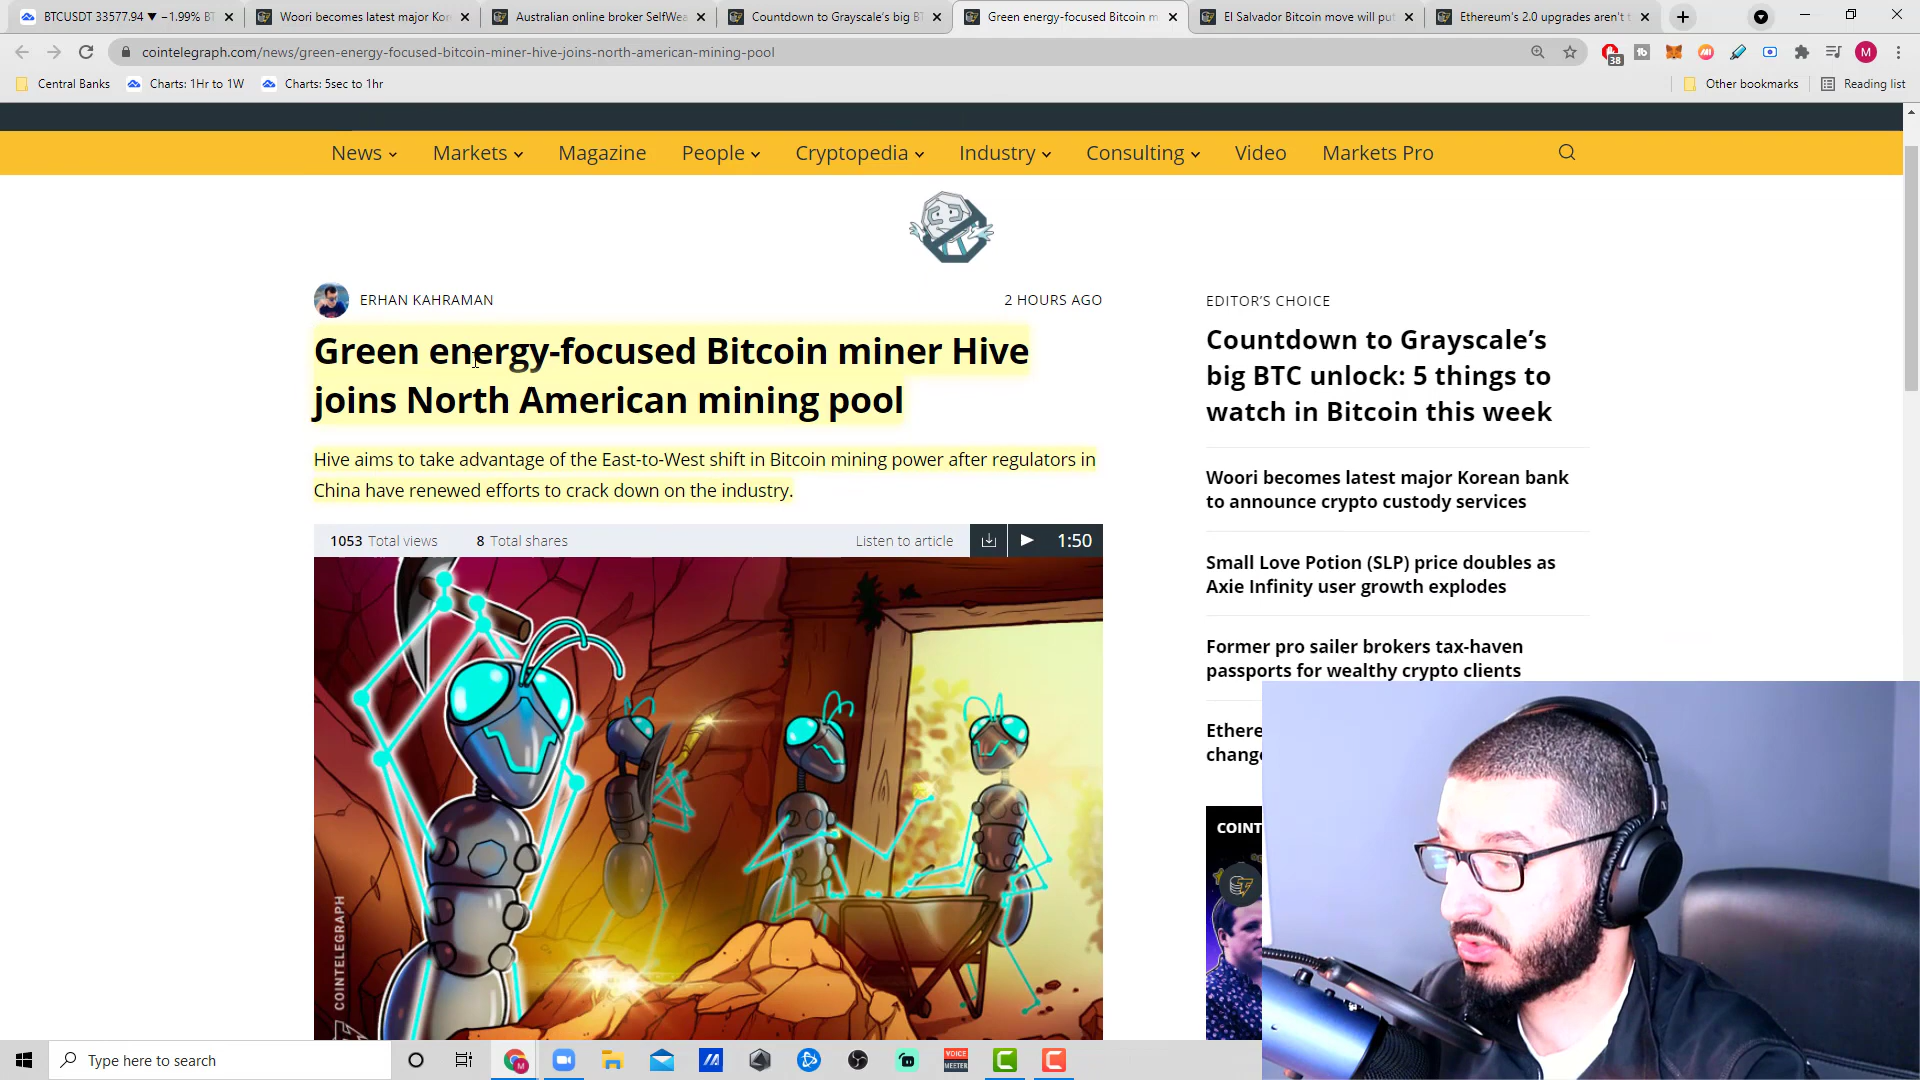 BTCUSDT 33577.94 ▼ −1.99% BT
Woori becomes latest major Kor
Australian online broker SelfWea
Countdown to Grayscale's big BT
Green energy-focused Bitcoin m
El Salvador Bitcoin move will put
Ethereum's 2.0 upgrades aren't t
cointelegraph.com/news/green-energy-focused-bitcoin-miner-hive-joins-north-american-mining-pool
38
M
Central Banks
Charts: 1Hr to 1W
Charts: 5sec to 1hr
Other bookmarks
Reading list
News
Markets
Magazine
People
Cryptopedia
Industry
Consulting
Video
Markets Pro
ERHAN KAHRAMAN
2 HOURS AGO
Green energy-focused Bitcoin miner Hive
joins North American mining pool
Hive aims to take advantage of the East-to-West shift in Bitcoin mining power after regulators in
China have renewed efforts to crack down on the industry.
1053 Total views
8 Total shares
Listen to article
1:50
COINTELEGRAPH
EDITOR'S CHOICE
Countdown to Grayscale's
big BTC unlock: 5 things to
watch in Bitcoin this week
Woori becomes latest major Korean bank
to announce crypto custody services
Small Love Potion (SLP) price doubles as
Axie Infinity user growth explodes
Former pro sailer brokers tax-haven
passports for wealthy crypto clients
Ethere
change
COINT
Type here to search
VOICE
MEETER